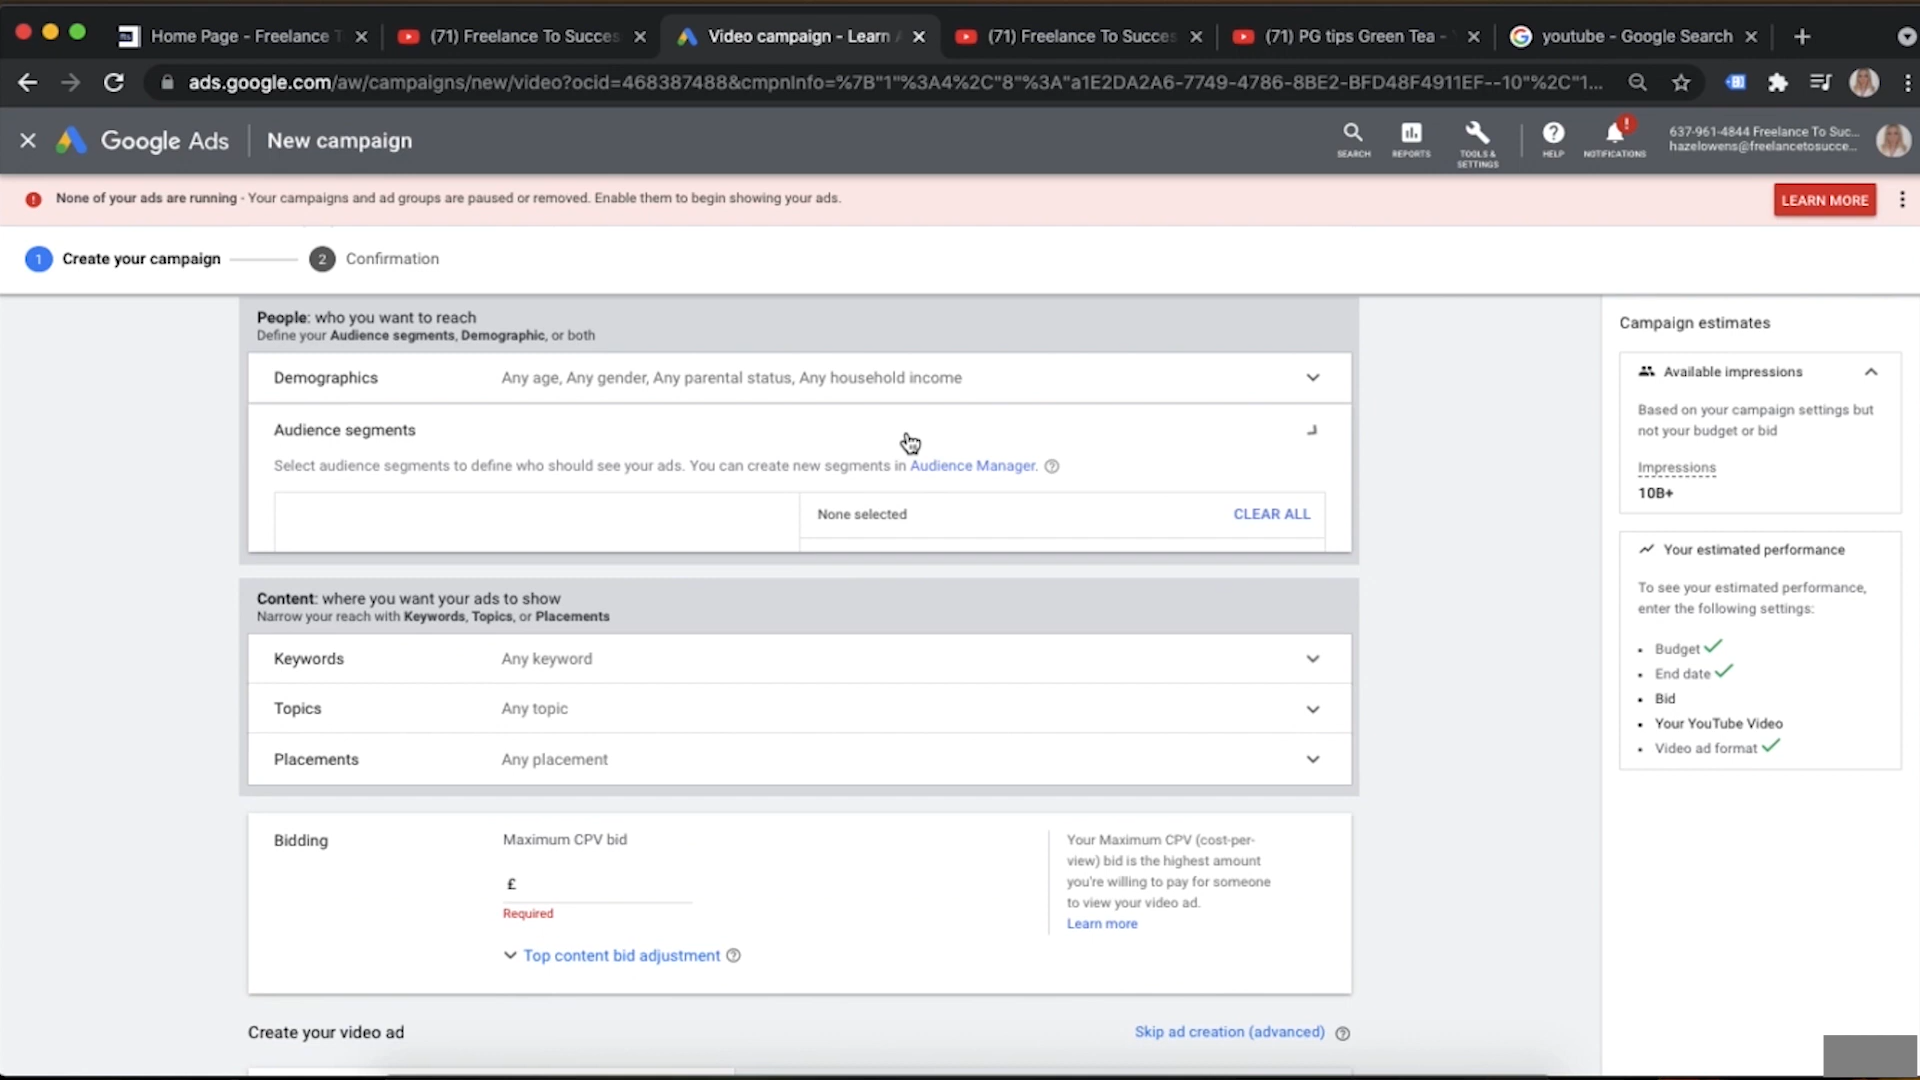 Home Page - Freelance T
(71) Freelance To Succes
Video campaign - Learn A
(71) Freelance To Succes
(71) PG tips Green Tea -
youtube - Google Search
ads.google.com/aw/campaigns/new/video?ocid=468387488&cmpnInfo=%7B"1"%3A4%2C"8"%3A"a1E2DA2A6-7749-4786-8BE2-BFD48F4911EF--10"%2C"1...
Google Ads
New campaign
SEARCH
REPORTS
TOOLS & SETTINGS
HELP
NOTIFICATIONS
637-961-4844 Freelance To Suc...
hazelowens@freelancetosucce...
None of your ads are running - Your campaigns and ad groups are paused or removed. Enable them to begin showing your ads.
LEARN MORE
1 Create your campaign
2 Confirmation
People: who you want to reach
Define your Audience segments, Demographic, or both
Demographics
Any age, Any gender, Any parental status, Any household income
Audience segments
Select audience segments to define who should see your ads. You can create new segments in Audience Manager.
None selected
CLEAR ALL
Content: where you want your ads to show
Narrow your reach with Keywords, Topics, or Placements
Keywords
Any keyword
Topics
Any topic
Placements
Any placement
Bidding
Maximum CPV bid
£
Required
Top content bid adjustment
Your Maximum CPV (cost-per-
view) bid is the highest amount
you're willing to pay for someone
to view your video ad.
Learn more
Create your video ad
Skip ad creation (advanced)
Campaign estimates
Available impressions
Based on your campaign settings but
not your budget or bid
Impressions
10B+
Your estimated performance
To see your estimated performance,
enter the following settings:
Budget
End date
Bid
Your YouTube Video
Video ad format